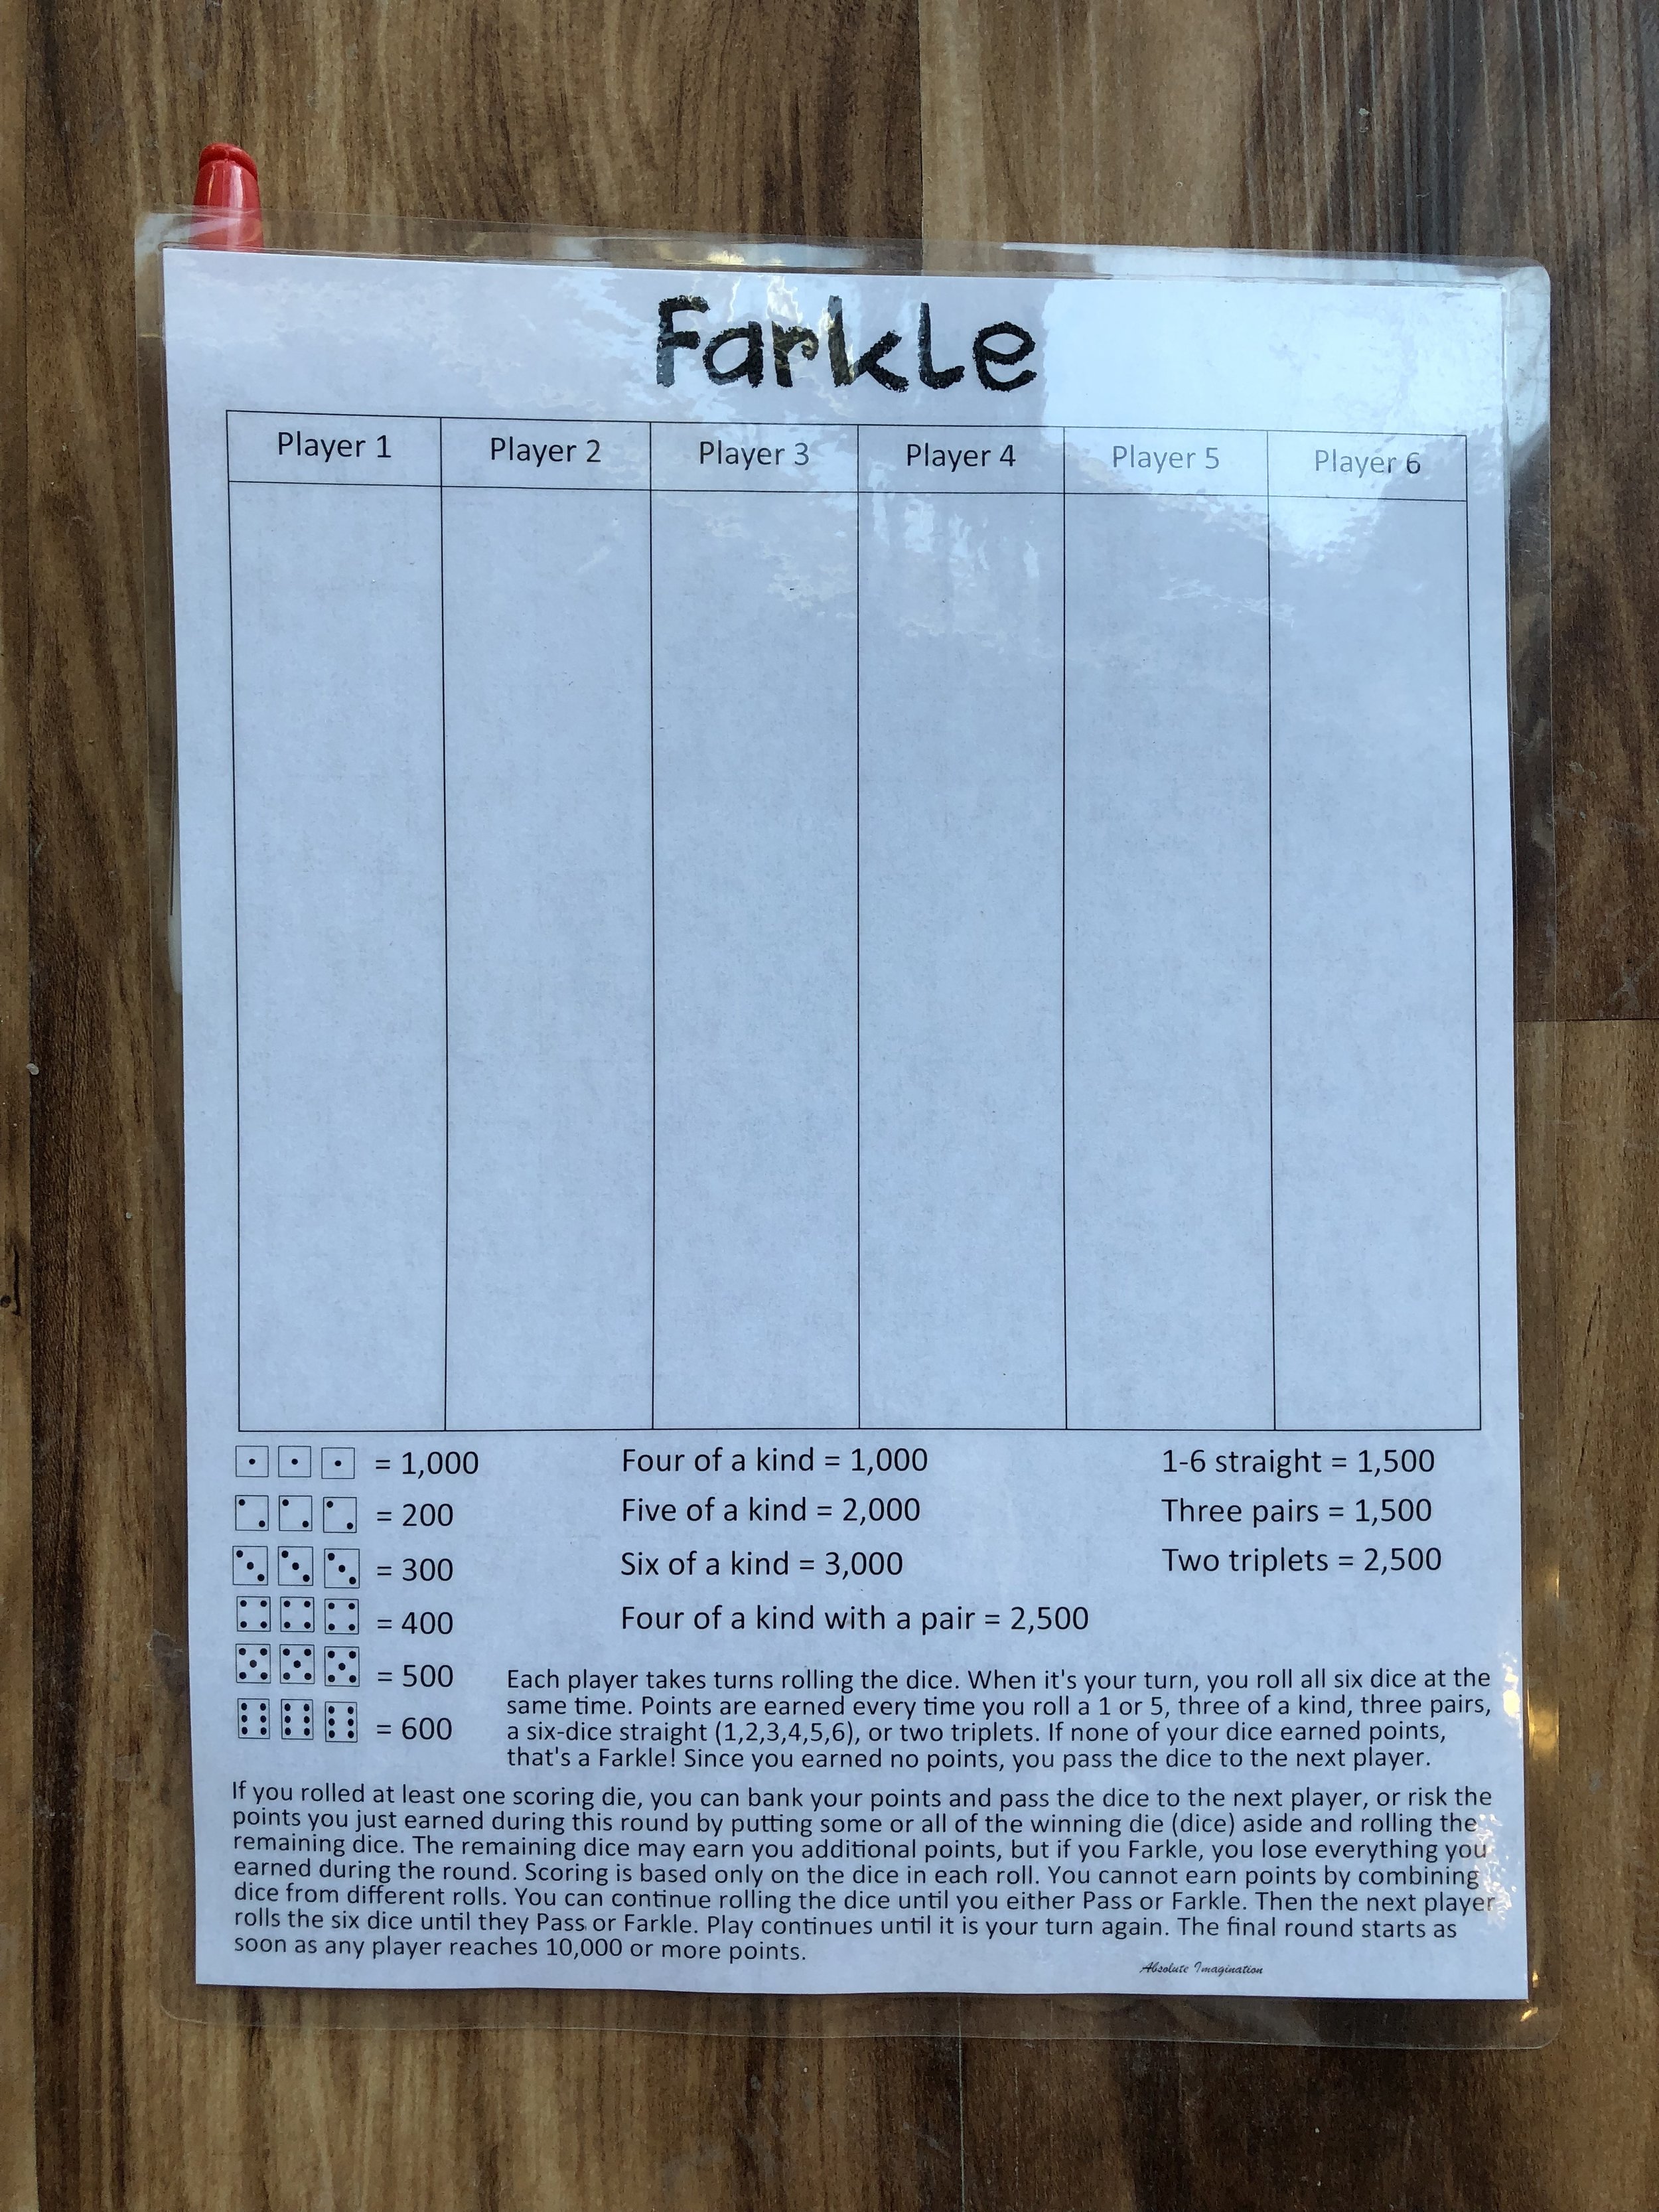 Farkle
Player 1 Player 2 Player 3 Player 4 Player 5 Player 6
= 1,000 Four of a kind = 1,000 1-6 straight = 1,500
= 200 Five of a kind = 2,000 Three pairs = 1,500
= 300 Six of a kind = 3,000 Two triplets = 2,500
= 400 Four of a kind with a pair = 2,500
= 500
= 600
Each player takes turns rolling the dice. When it's your turn, you roll all six dice at the
same time. Points are earned every time you roll a 1 or 5, three of a kind, three pairs,
a six-dice straight (1,2,3,4,5,6), or two triplets. If none of your dice earned points,
that's a Farkle! Since you earned no points, you pass the dice to the next player.
If you rolled at least one scoring die, you can bank your points and pass the dice to the next player, or risk the
points you just earned during this round by putting some or all of the winning die (dice) aside and rolling the
remaining dice. The remaining dice may earn you additional points, but if you Farkle, you lose everything you
earned during the round. Scoring is based only on the dice in each roll. You cannot earn points by combining
dice from different rolls. You can continue rolling the dice until you either Pass or Farkle. Then the next player
rolls the six dice until they Pass or Farkle. Play continues until it is your turn again. The final round starts as
soon as any player reaches 10,000 or more points.
Absolute Imagination